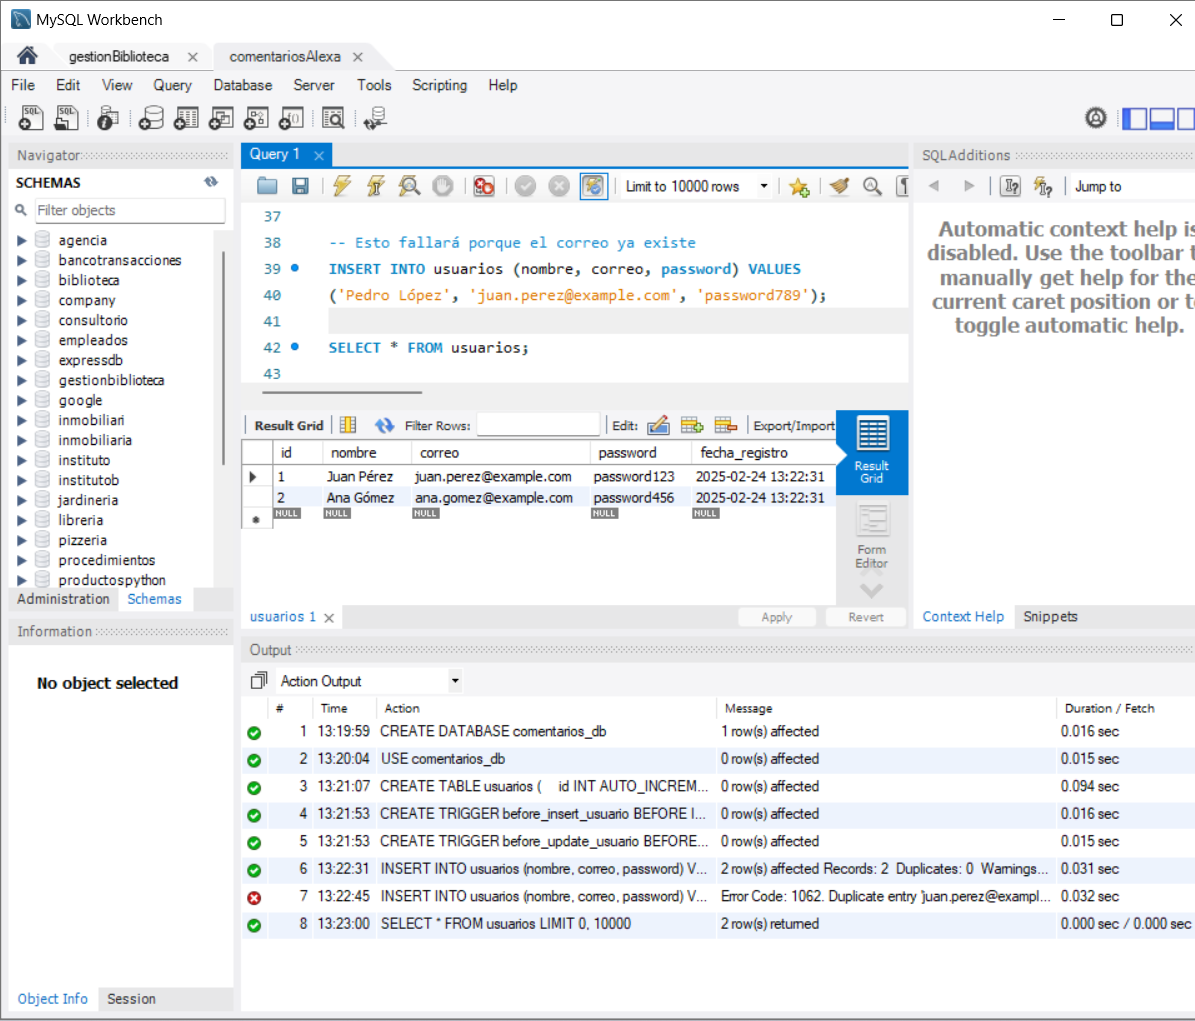 MySQL Workbench
gestionBiblioteca
comentariosAlexa
File Edit View Query Database Server Tools Scripting Help
Navigator
SCHEMAS
Filter objects
agencia
bancotransacciones
biblioteca
company
consultorio
empleados
expressdb
gestionbiblioteca
google
inmobiliari
inmobiliaria
instituto
institutob
jardineria
libreria
pizzeria
procedimientos
productospython
Administration Schemas
Information
No object selected
Object Info Session
Query 1
Limit to 10000 rows
37
38 -- Esto fallará porque el correo ya existe
39 INSERT INTO usuarios (nombre, correo, password) VALUES
40 ('Pedro López', 'juan.perez@example.com', 'password789');
41
42 SELECT * FROM usuarios;
43
Result Grid Filter Rows: Edit: Export/Import
id nombre correo password fecha_registro
1 Juan Pérez juan.perez@example.com password123 2025-02-24 13:22:31
2 Ana Gómez ana.gomez@example.com password456 2025-02-24 13:22:31
NULL NULL NULL NULL NULL
Result
Grid
Form
Editor
usuarios 1
Apply Revert
SQLAdditions
Jump to
Automatic context help is
disabled. Use the toolbar t
manually get help for the
current caret position or to
toggle automatic help.
Context Help Snippets
Output
Action Output
# Time Action Message Duration / Fetch
1 13:19:59 CREATE DATABASE comentarios_db 1 row(s) affected 0.016 sec
2 13:20:04 USE comentarios_db 0 row(s) affected 0.015 sec
3 13:21:07 CREATE TABLE usuarios ( id INT AUTO_INCREM... 0 row(s) affected 0.094 sec
4 13:21:53 CREATE TRIGGER before_insert_usuario BEFORE I... 0 row(s) affected 0.016 sec
5 13:21:53 CREATE TRIGGER before_update_usuario BEFORE... 0 row(s) affected 0.015 sec
6 13:22:31 INSERT INTO usuarios (nombre, correo, password) V... 2 row(s) affected Records: 2 Duplicates: 0 Warnings... 0.031 sec
7 13:22:45 INSERT INTO usuarios (nombre, correo, password) V... Error Code: 1062. Duplicate entry 'juan.perez@exampl... 0.032 sec
8 13:23:00 SELECT * FROM usuarios LIMIT 0, 10000 2 row(s) returned 0.000 sec / 0.000 sec